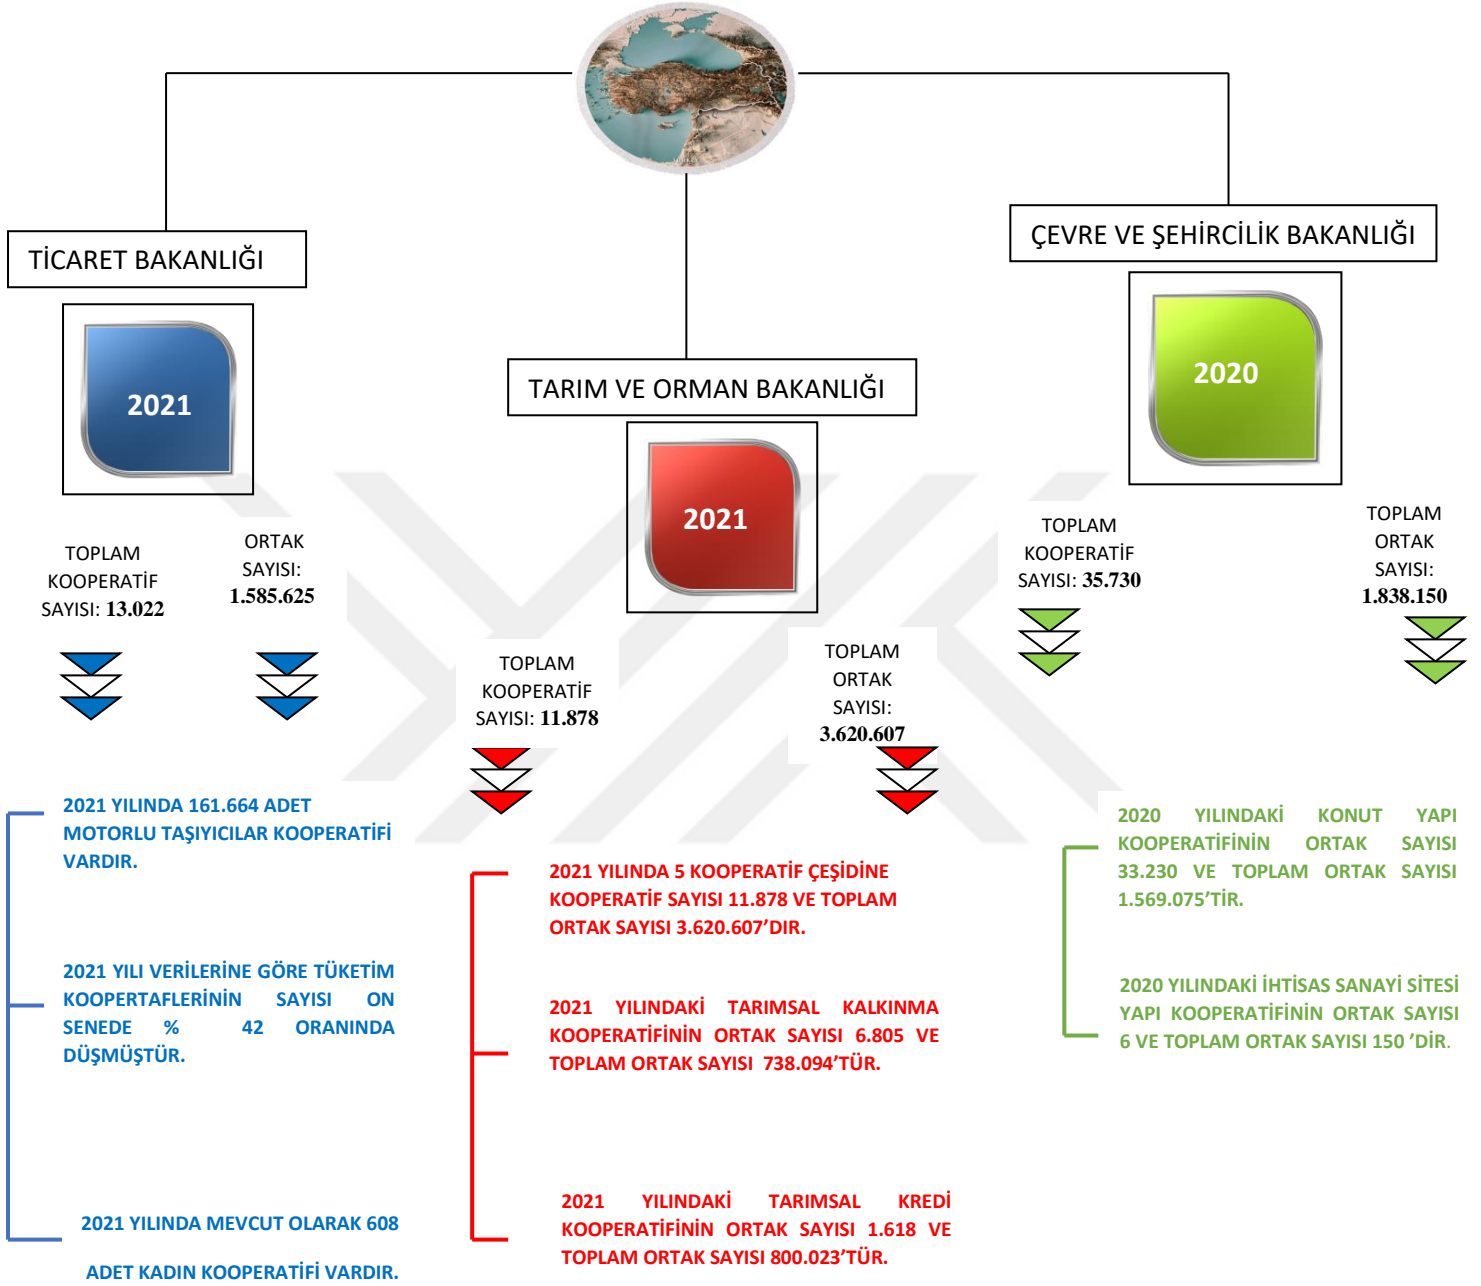 TİCARET BAKANLIĞI
2021
TOPLAM
KOOPERATİF
SAYISI: 13.022
ORTAK
SAYISI:
1.585.625
2021 YILINDA 161.664 ADET
MOTORLU TAŞIYICILAR KOOPERATİFİ
VARDIR.
2021 YILI VERİLERİNE GÖRE TÜKETİM
KOOPERTAFLERİNİN SAYISI ON
SENEDE % 42 ORANINDA
DÜŞMÜŞTÜR.
2021 YILINDA MEVCUT OLARAK 608
ADET KADIN KOOPERATİFİ VARDIR.
TARIM VE ORMAN BAKANLIĞI
2021
TOPLAM
KOOPERATİF
SAYISI: 11.878
TOPLAM
ORTAK
SAYISI:
3.620.607
2021 YILINDA 5 KOOPERATİF ÇEŞİDİNE
KOOPERATİF SAYISI 11.878 VE TOPLAM
ORTAK SAYISI 3.620.607’DIR.
2021 YILINDAKİ TARIMSAL KALKINMA
KOOPERATİFİNİN ORTAK SAYISI 6.805 VE
TOPLAM ORTAK SAYISI 738.094’TÜR.
2021 YILINDAKİ TARIMSAL KREDİ
KOOPERATİFİNİN ORTAK SAYISI 1.618 VE
TOPLAM ORTAK SAYISI 800.023’TÜR.
ÇEVRE VE ŞEHİRCİLİK BAKANLIĞI
2020
TOPLAM
KOOPERATİF
SAYISI: 35.730
TOPLAM
ORTAK
SAYISI:
1.838.150
2020 YILINDAKİ KONUT YAPI
KOOPERATİFİNİN ORTAK SAYISI
33.230 VE TOPLAM ORTAK SAYISI
1.569.075’TİR.
2020 YILINDAKİ İHTİSAS SANAYİ SİTESİ
YAPI KOOPERATİFİNİN ORTAK SAYISI
6 VE TOPLAM ORTAK SAYISI 150 ’DİR.